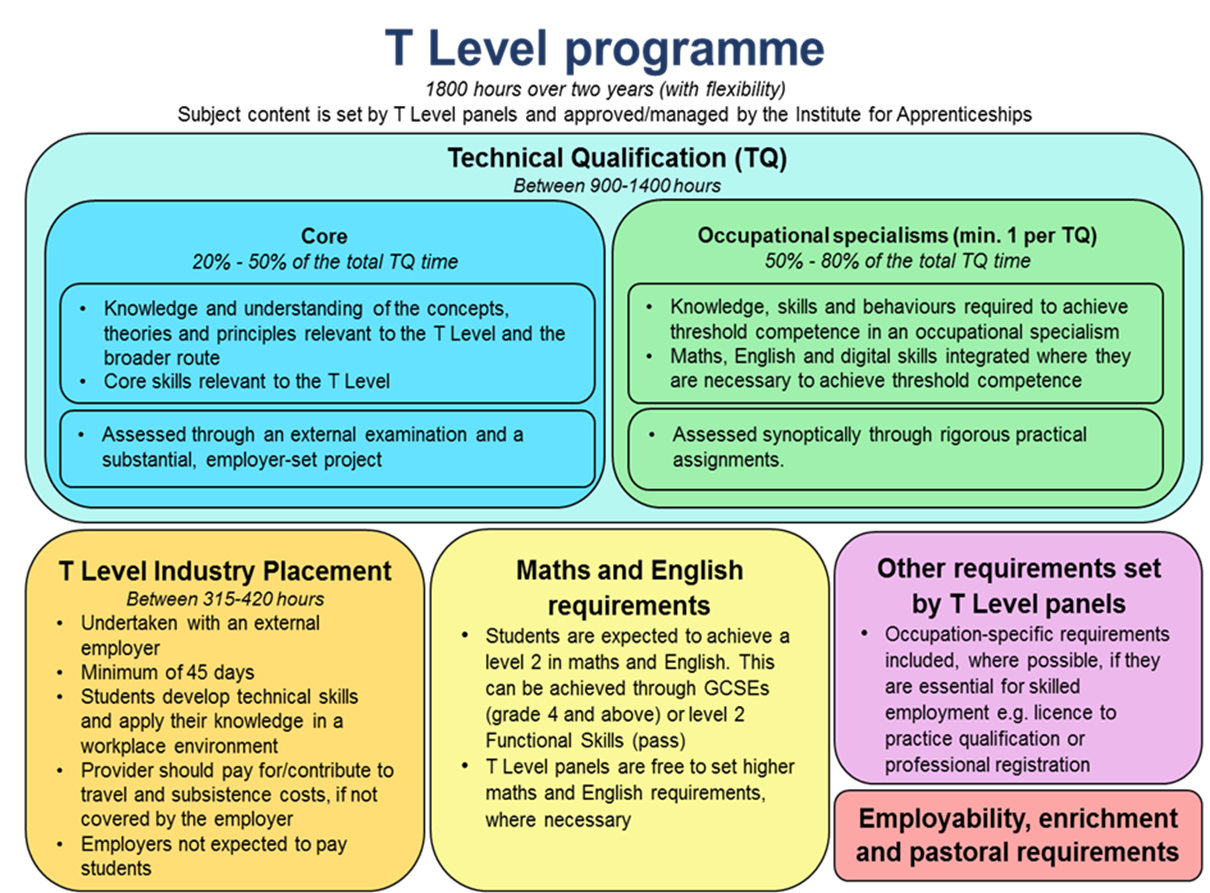 T Level programme
1800 hours over two years (with flexibility)
Subject content is set by T Level panels and approved/managed by the Institute for Apprenticeships
Technical Qualification (TQ)
Between 900-1400 hours
Core
20% - 50% of the total TQ time
• Knowledge and understanding of the concepts,
theories and principles relevant to the T Level and the
broader route
• Core skills relevant to the T Level
• Assessed through an external examination and a
substantial, employer-set project
Occupational specialisms (min. 1 per TQ)
50% - 80% of the total TQ time
• Knowledge, skills and behaviours required to achieve
threshold competence in an occupational specialism
• Maths, English and digital skills integrated where they
are necessary to achieve threshold competence
• Assessed synoptically through rigorous practical
assignments.
T Level Industry Placement
Between 315-420 hours
• Undertaken with an external
employer
• Minimum of 45 days
• Students develop technical skills
and apply their knowledge in a
workplace environment
• Provider should pay for/contribute to
travel and subsistence costs, if not
covered by the employer
• Employers not expected to pay
students
Maths and English
requirements
• Students are expected to achieve a
level 2 in maths and English. This
can be achieved through GCSEs
(grade 4 and above) or level 2
Functional Skills (pass)
• T Level panels are free to set higher
maths and English requirements,
where necessary
Other requirements set
by T Level panels
• Occupation-specific requirements
included, where possible, if they
are essential for skilled
employment e.g. licence to
practice qualification or
professional registration
Employability, enrichment
and pastoral requirements